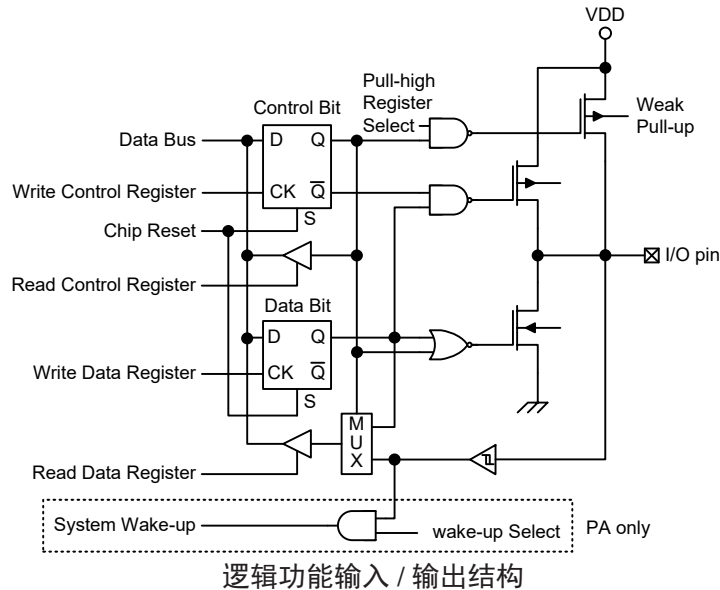 VDD
Pull-high
Register
Select
Weak
Pull-up
Control Bit
Data Bus
D
Q
Write Control Register
CK
Q
S
Chip Reset
I/O pin
Read Control Register
Data Bit
D
Q
Write Data Register
CK
Q
S
M
U
X
Read Data Register
System Wake-up
wake-up Select
PA only
逻辑功能输入 / 输出结构